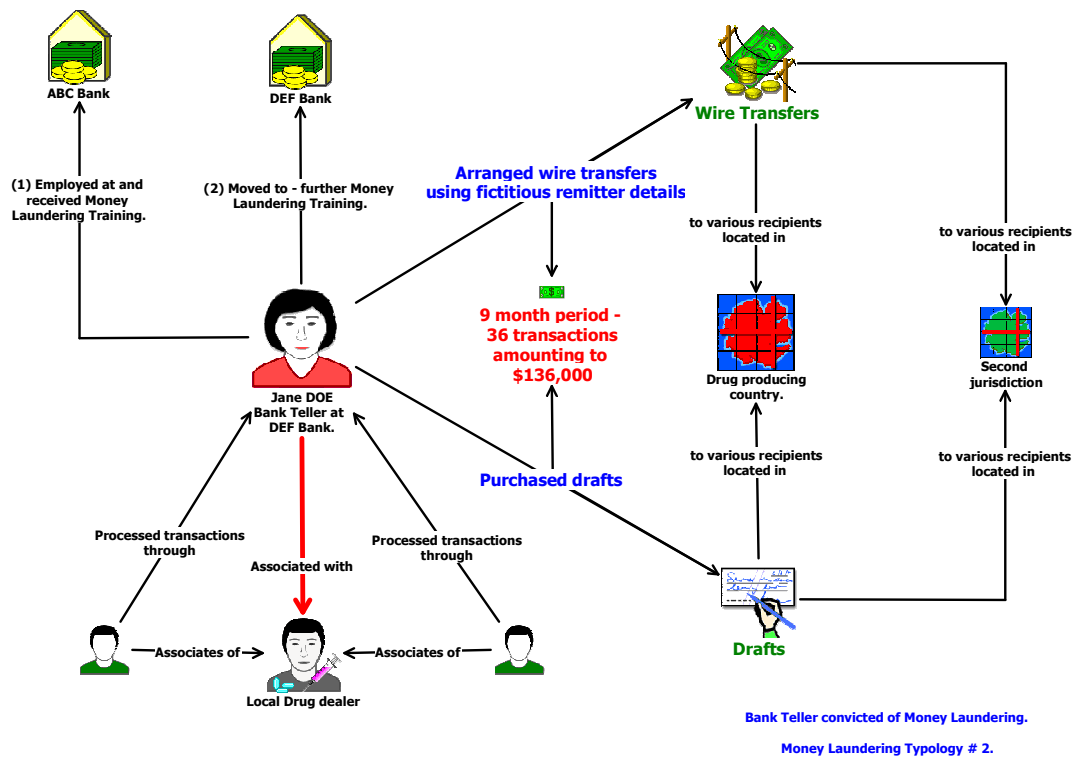 ABC Bank
DEF Bank
Wire Transfers
(1) Employed at and
received Money
Laundering Training.
(2) Moved to - further Money
Laundering Training.
Arranged wire transfers
using fictitious remitter details
to various recipients
located in
to various recipients
located in
9 month period -
36 transactions
amounting to
$136,000
Drug producing
country.
Second
jurisdiction
Jane DOE
Bank Teller at
DEF Bank.
to various recipients
located in
to various recipients
located in
Purchased drafts
Processed transactions
through
Processed transactions
through
Associated with
Associates of
Associates of
Drafts
Local Drug dealer
Bank Teller convicted of Money Laundering.
Money Laundering Typology # 2.